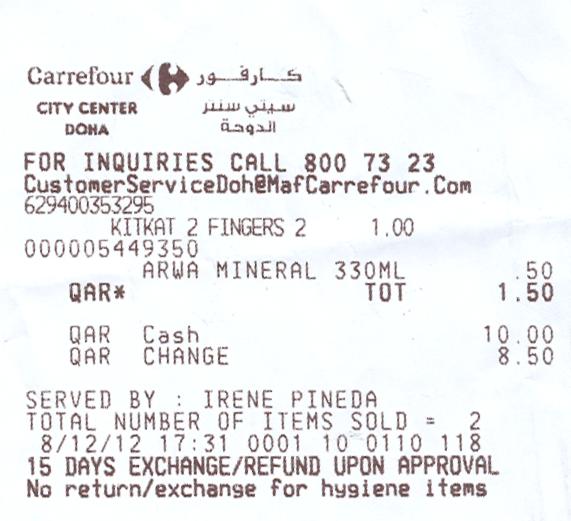 Carrefour كارفور
CITY CENTER سيتي سنتر
DOHA الدوحة
FOR INQUIRIES CALL 800 73 23
CustomerServiceDoh@MafCarrefour.Com
629400353295
KITKAT 2 FINGERS 2 1.00
000005449350
ARWA MINERAL 330ML .50
QAR* TOT 1.50
QAR Cash 10.00
QAR CHANGE 8.50
SERVED BY : IRENE PINEDA
TOTAL NUMBER OF ITEMS SOLD = 2
8/12/12 17:31 0001 10 0110 118
15 DAYS EXCHANGE/REFUND UPON APPROVAL
No return/exchange for hygiene items